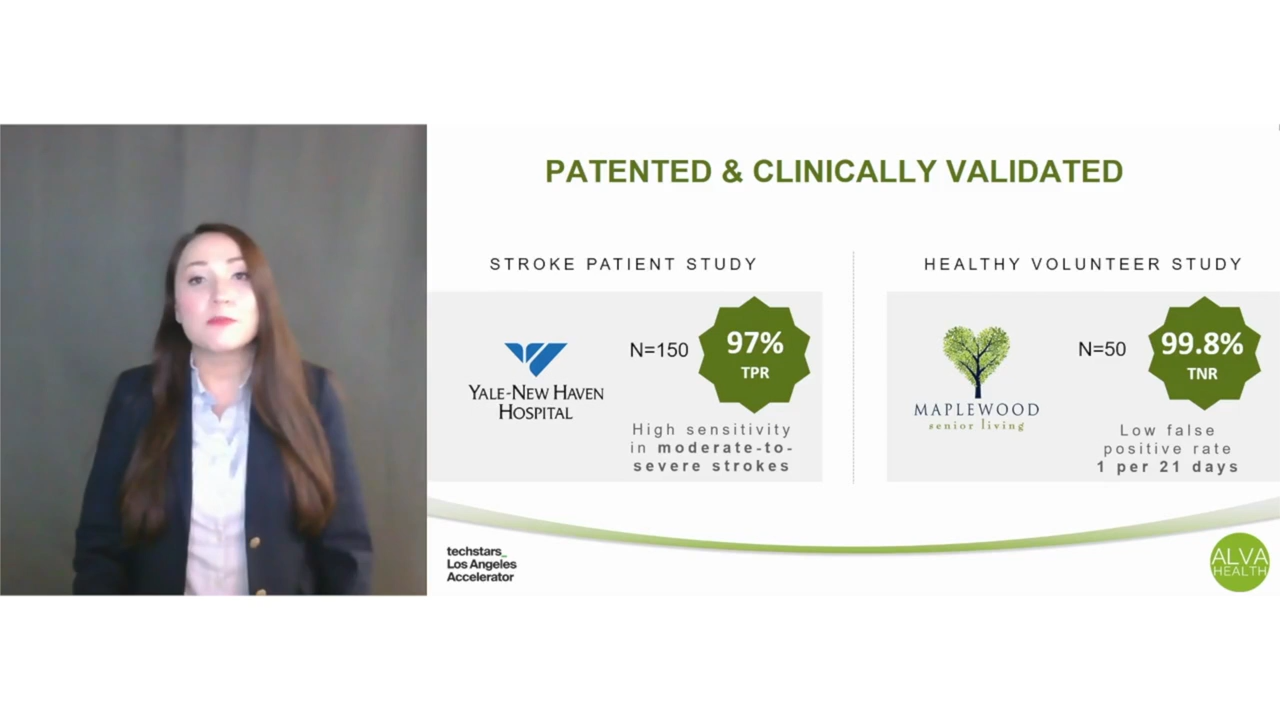 PATENTED & CLINICALLY VALIDATED
STROKE PATIENT STUDY
YALE-NEW HAVEN
HOSPITAL
N=150
97%
TPR
High sensitivity
in moderate-to-
severe strokes
HEALTHY VOLUNTEER STUDY
MAPLEWOOD
senior living
N=50
99.8%
TNR
Low false
positive rate
1 per 21 days
techstars_
Los Angeles
Accelerator
ALVA
HEALTH